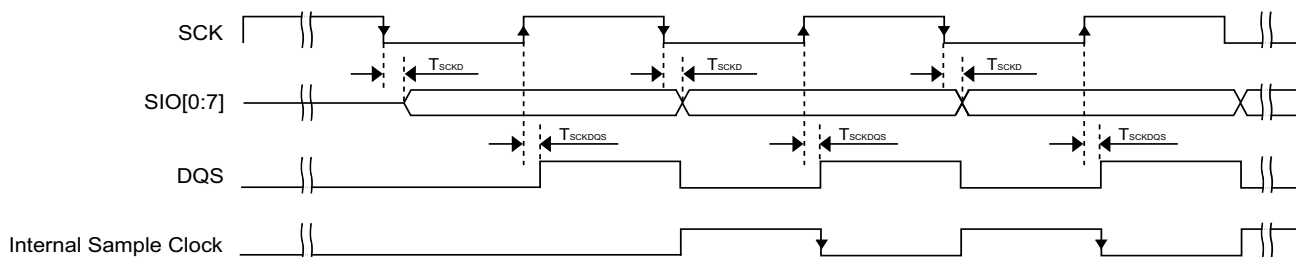 SCK
TSCKD TSCKD TSCKD
SIO[0:7]
TSCKDQS TSCKDQS TSCKDQS
DQS
Internal Sample Clock